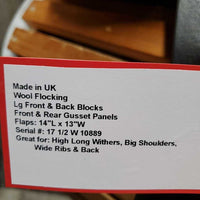 Made in UK
Wool Flocking
Lg Front & Back Blocks
Front & Rear Gusset Panels
Flaps: 14"L x 13"W
Serial #: 17 1/2 W 10889
Great for: High Long Withers, Big Shoulders,
Wide Ribs & Back